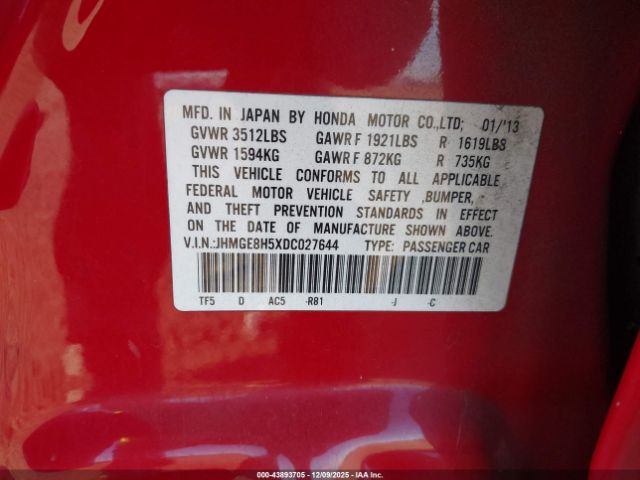 MFD. IN JAPAN BY HONDA MOTOR CO.,LTD; 01/'13
GVWR 3512LBS GAWR F 1921LBS R 1619LBS
GVWR 1594KG GAWR F 872KG R 735KG
THIS VEHICLE CONFORMS TO ALL APPLICABLE
FEDERAL MOTOR VEHICLE SAFETY ,BUMPER,
AND THEFT PREVENTION STANDARDS IN EFFECT
ON THE DATE OF MANUFACTURE SHOWN ABOVE.
V.I.N.:JHMGE8H5XDC027644 TYPE: PASSENGER CAR
TF5 D AC5 -R81 -J -C
000-43893705 - 12/09/2025 - IAAI.COM